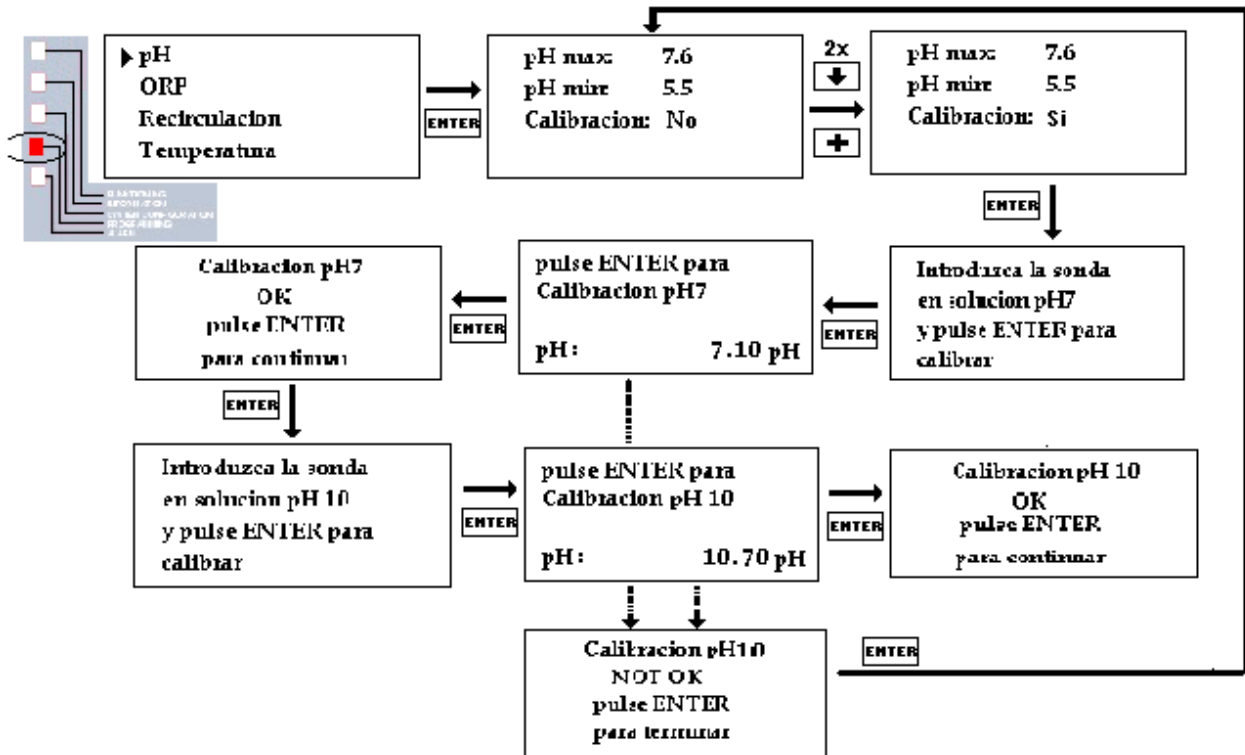 pH
ORP
Recirculacion
Temperatura
ENTER
pH max: 7.6
pH min: 5.5
Calibracion: No
2x
pH max: 7.6
pH min: 5.5
Calibracion: Si
ENTER
Introduzca la sonda
en solucion pH7
y pulse ENTER para
calibrar
ENTER
pulse ENTER para
Calibracion pH7
pH: 7.10 pH
ENTER
Calibracion pH7
OK
pulse ENTER
para continuar
ENTER
Introduzca la sonda
en solucion pH 10
y pulse ENTER para
calibrar
ENTER
pulse ENTER para
Calibracion pH 10
pH: 10.70 pH
ENTER
Calibracion pH 10
OK
pulse ENTER
para continuar
Calibracion pH10
NOT OK
pulse ENTER
para terminar
ENTER
INFORMATION
SYSTEM CONFIGURATION
PROGRAMMING